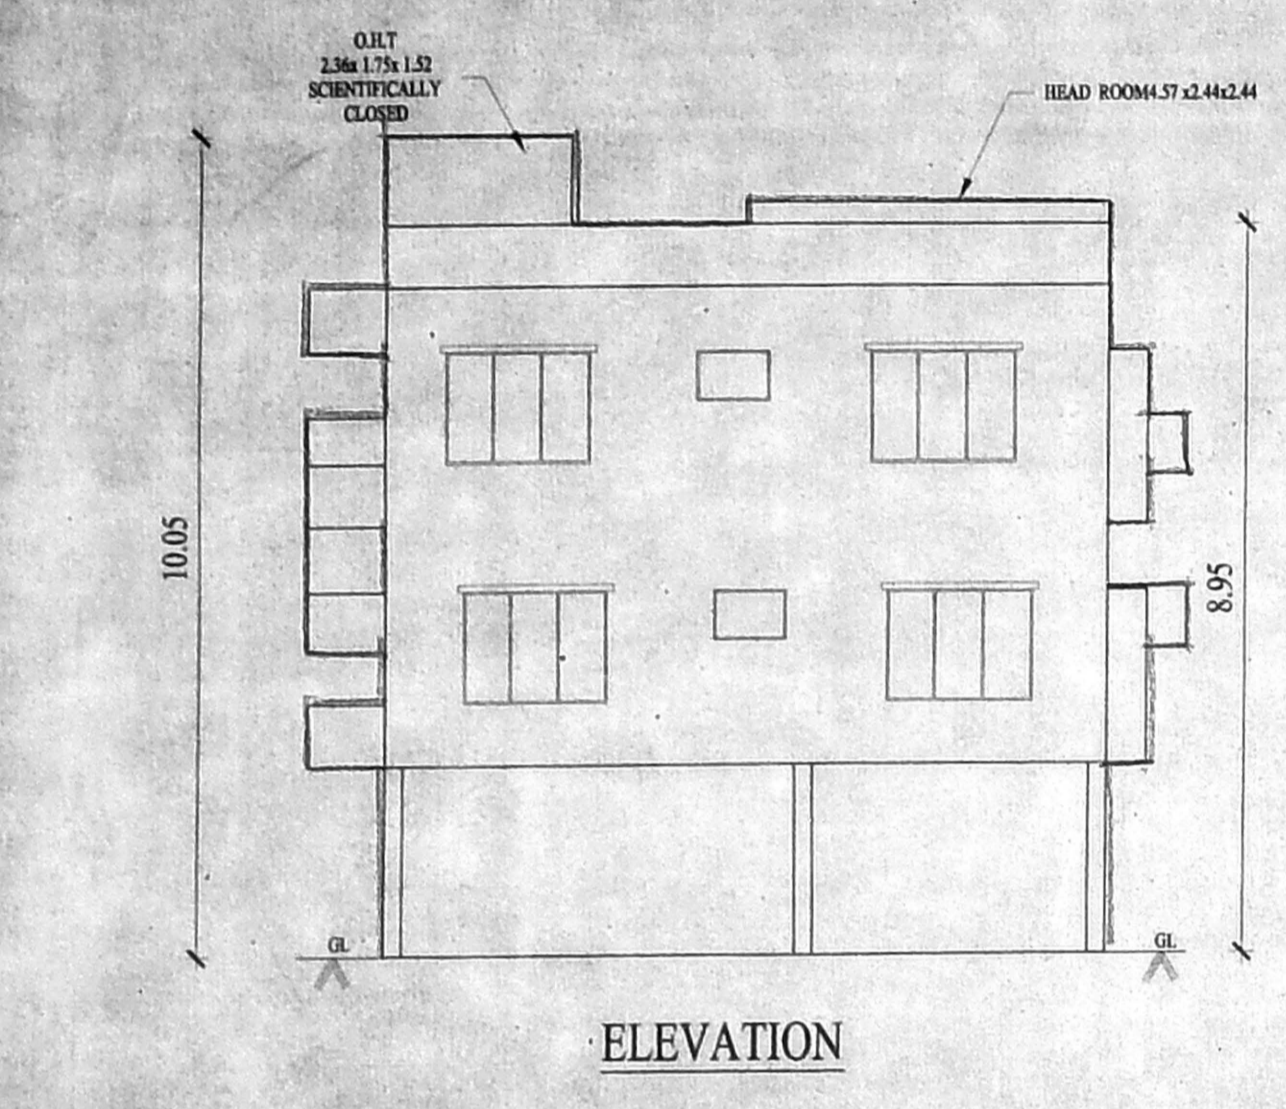 O.H.T
2.36x 1.75x 1.52
SCIENTIFICALLY
CLOSED
HEAD ROOM4.57 x2.44x2.44
10.05
8.95
GL
GL
ELEVATION